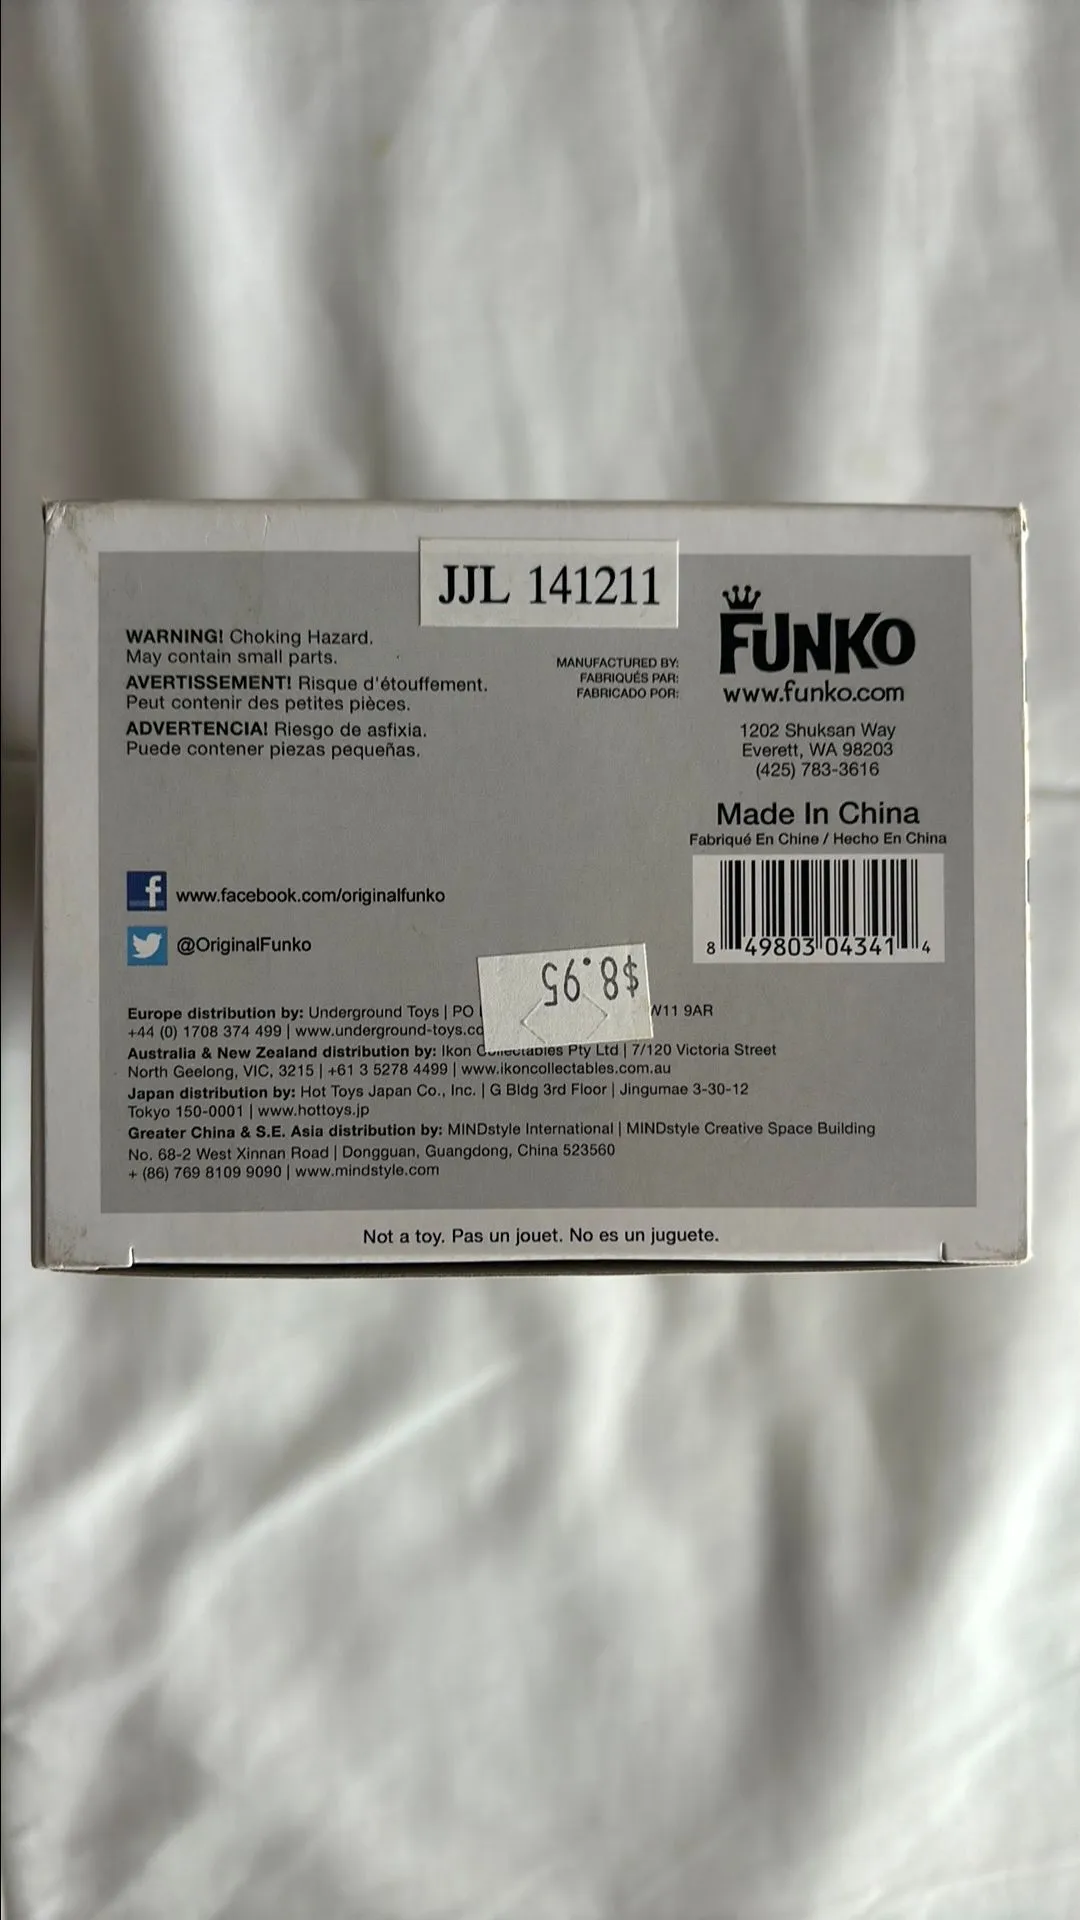 JJL 141211
WARNING! Choking Hazard.
May contain small parts.
AVERTISSEMENT! Risque d'étouffement.
Peut contenir des petites pièces.
ADVERTENCIA! Riesgo de asfixia.
Puede contener piezas pequeñas.
MANUFACTURED BY:
FABRIQUÉS PAR:
FABRICADO POR:
FUNKO
www.funko.com
1202 Shuksan Way
Everett, WA 98203
(425) 783-3616
Made In China
Fabriqué En Chine / Hecho En China
8 49803 04341 4
f www.facebook.com/originalfunko
@OriginalFunko
$8.95
Europe distribution by: Underground Toys | PO W11 9AR
+44 (0) 1708 374 499 | www.underground-toys.co
Australia & New Zealand distribution by: Ikon Collectables Pty Ltd | 7/120 Victoria Street
North Geelong, VIC, 3215 | +61 3 5278 4499 | www.ikoncollectables.com.au
Japan distribution by: Hot Toys Japan Co., Inc. | G Bldg 3rd Floor | Jingumae 3-30-12
Tokyo 150-0001 | www.hottoys.jp
Greater China & S.E. Asia distribution by: MINDstyle International | MINDstyle Creative Space Building
No. 68-2 West Xinnan Road | Dongguan, Guangdong, China 523560
+ (86) 769 8109 9090 | www.mindstyle.com
Not a toy. Pas un jouet. No es un juguete.